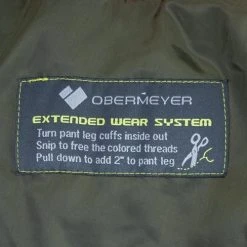 OBERMEYER
EXTENDED WEAR SYSTEM
Turn pant leg cuffs inside out
Snip to free the colored threads
Pull down to add 2" to pant leg